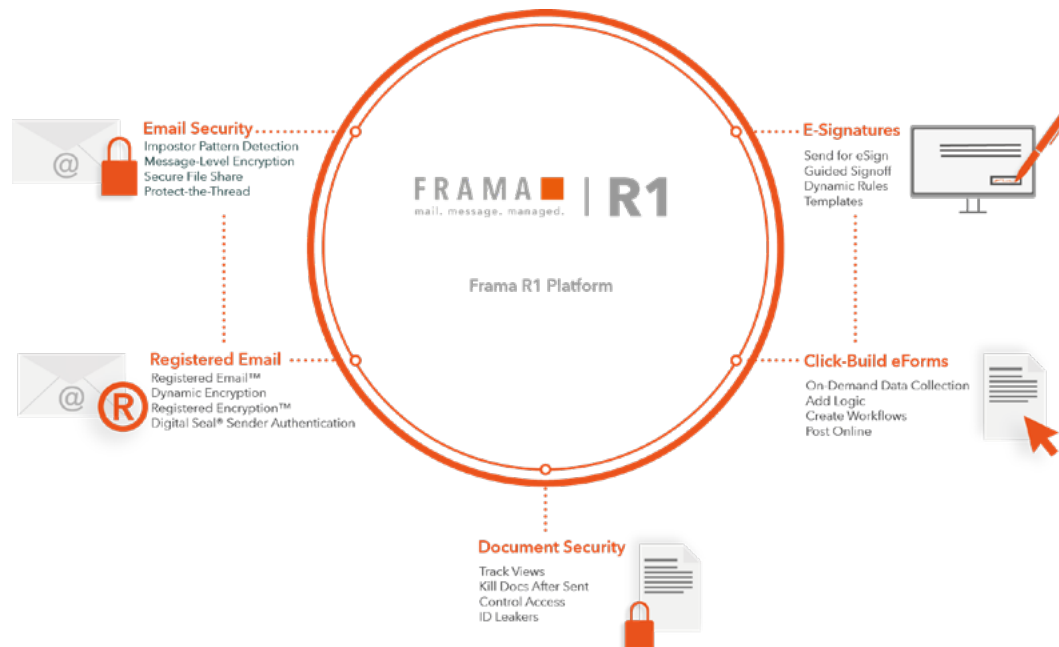 Email Security
Impostor Pattern Detection
Message-Level Encryption
Secure File Share
Protect-the-Thread
@
E-Signatures
Send for eSign
Guided Signoff
Dynamic Rules
Templates
FRAMA | R1
mail. message. managed.
Frama R1 Platform
Registered Email
Registered Email™
Dynamic Encryption
Registered Encryption™
Digital Seal® Sender Authentication
@
R
Click-Build eForms
On-Demand Data Collection
Add Logic
Create Workflows
Post Online
Document Security
Track Views
Kill Docs After Sent
Control Access
ID Leakers